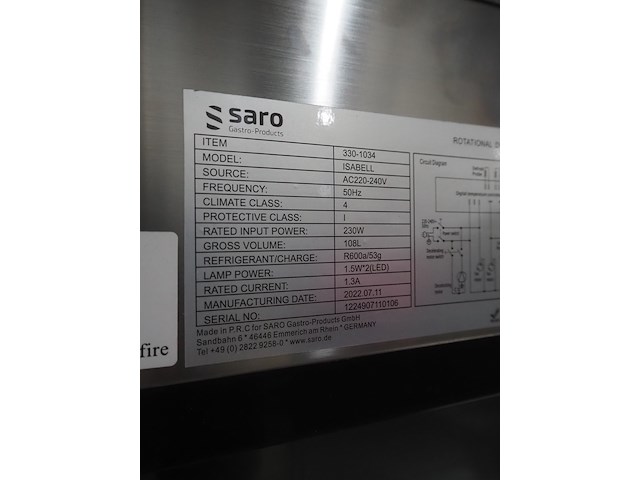 saro
Gastro-Products
ITEM 330-1034
MODEL: ISABELL
SOURCE: AC220-240V
FREQUENCY: 50Hz
CLIMATE CLASS: 4
PROTECTIVE CLASS: I
RATED INPUT POWER: 230W
GROSS VOLUME: 108L
REFRIGERANT/CHARGE: R600a/53g
LAMP POWER: 1.5W*2(LED)
RATED CURRENT: 1.3A
MANUFACTURING DATE: 2022.07.11
SERIAL NO: 1224907110106
Made in P.R.C for SARO Gastro-Products GmbH
Sandbahn 6 * 46446 Emmerich am Rhein * GERMANY
Tel +49 (0) 2822.9258-0 * www.saro.de
ROTATIONAL
Circuit Diagram
fire